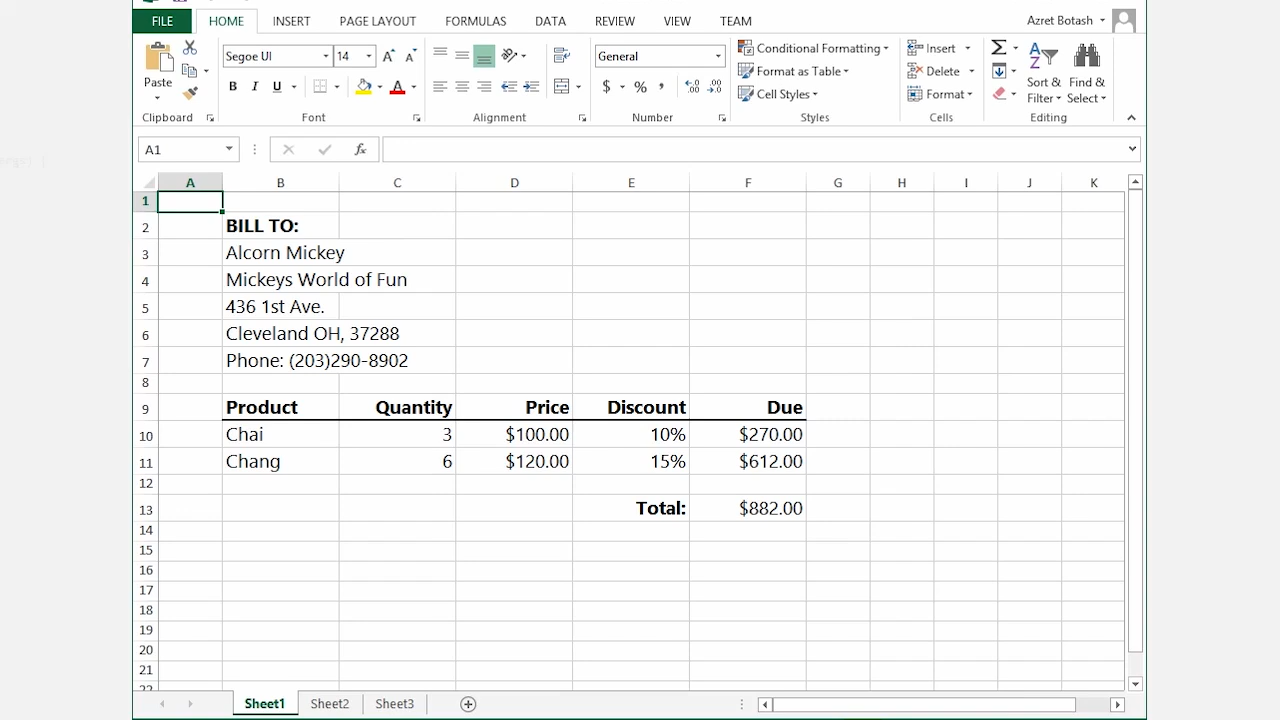 FILE HOME INSERT PAGE LAYOUT FORMULAS DATA REVIEW VIEW TEAM Acet Botash
Segoe UI 14 General Conditional Formatting Insert Σ
Paste Format as Table Delete Sort & Find &
B I U A $ % , Cell Styles Format Filter Select
Clipboard Font Alignment Number Styles Cells Editing
A1 fx
A B C D E F G H I J K
1
2 BILL TO:
3 Alcorn Mickey
4 Mickeys World of Fun
5 436 1st Ave.
6 Cleveland OH, 37288
7 Phone: (203)290-8902
8
9 Product Quantity Price Discount Due
10 Chai 3 $100.00 10% $270.00
11 Chang 6 $120.00 15% $612.00
12
13 Total: $882.00
14
15
16
17
18
19
20
21
22
Sheet1 Sheet2 Sheet3